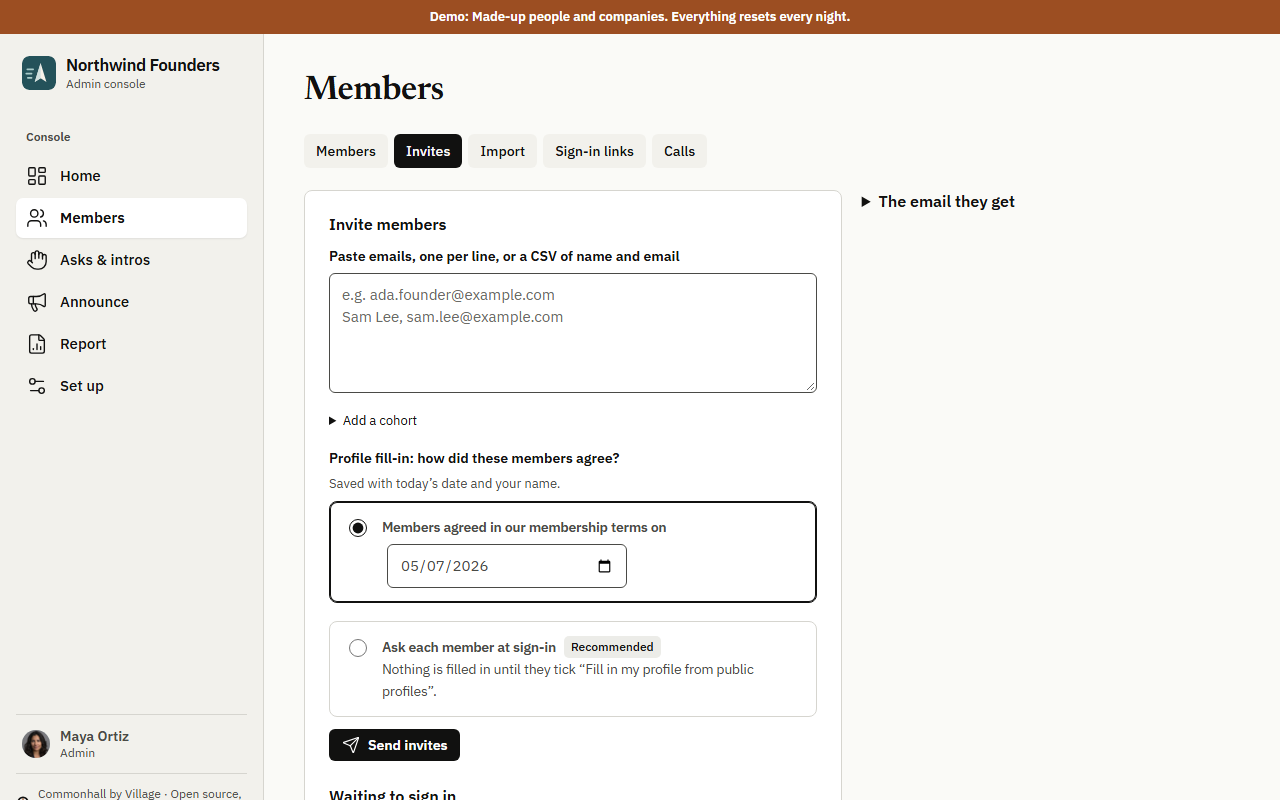 Demo: Made-up people and companies. Everything resets every night.
Northwind Founders
Admin console
Console
Home
Members
Asks & intros
Announce
Report
Set up
Maya Ortiz
Admin
Commonhall by Village · Open source,
Members
Members
Invites
Import
Sign-in links
Calls
Invite members
Paste emails, one per line, or a CSV of name and email
e.g. ada.founder@example.com
Sam Lee, sam.lee@example.com
Add a cohort
Profile fill-in: how did these members agree?
Saved with today’s date and your name.
Members agreed in our membership terms on
05/07/2026
Ask each member at sign-in Recommended
Nothing is filled in until they tick “Fill in my profile from public
profiles”.
Send invites
Waiting to sign in
The email they get